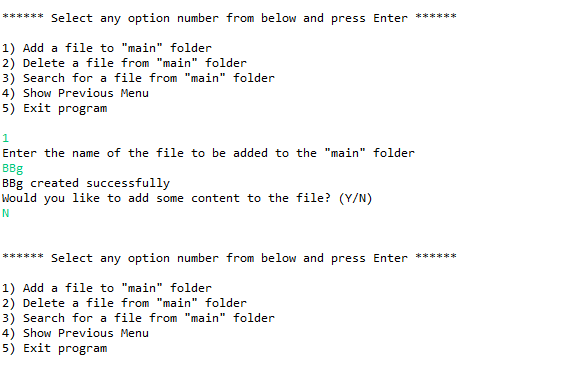 ****** Select any option number from below and press Enter ******
1) Add a file to "main" folder
2) Delete a file from "main" folder
3) Search for a file from "main" folder
4) Show Previous Menu
5) Exit program
1
Enter the name of the file to be added to the "main" folder
BBg
BBg created successfully
Would you like to add some content to the file? (Y/N)
N
****** Select any option number from below and press Enter ******
1) Add a file to "main" folder
2) Delete a file from "main" folder
3) Search for a file from "main" folder
4) Show Previous Menu
5) Exit program